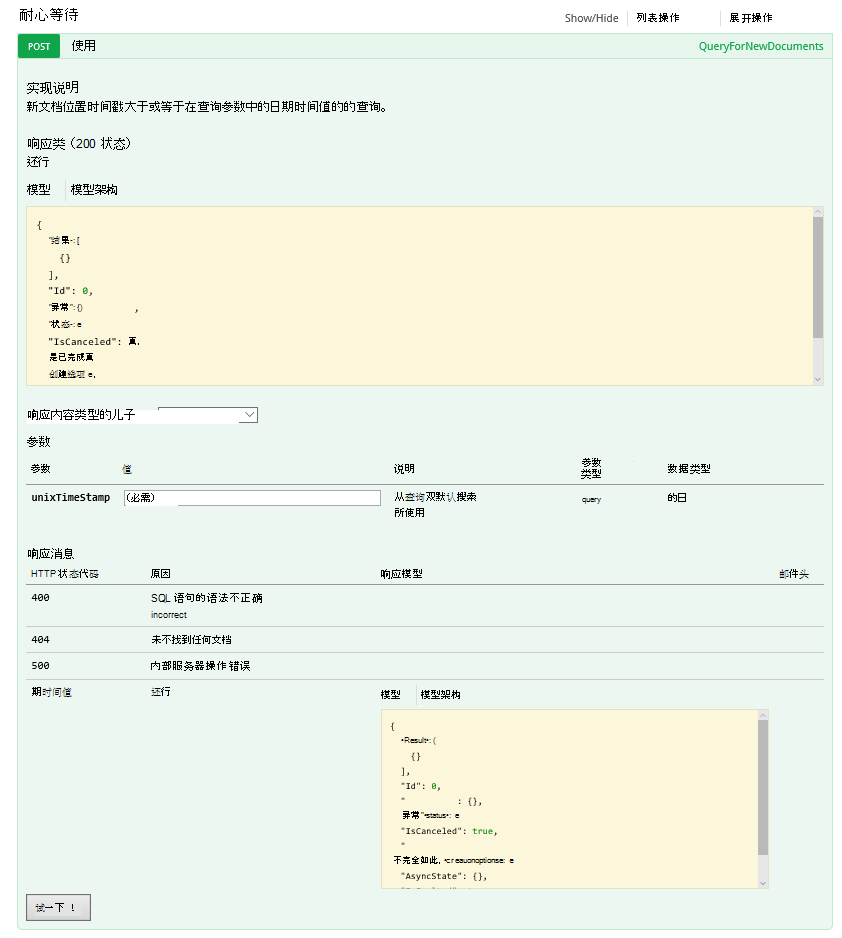 耐心等待
Show/Hide 列表操作 展开操作
POST 使用 QueryForNewDocuments
实现说明
新文档位置时间戳大于或等于在查询参数中的日期时间值的的查询。
响应类（200 状态）
还行
模型 模型架构
{
"结果":[
{}
],
"Id": 0,
"异常":{} ,
"状态": e
"IsCanceled": 真,
是已完成真
创建选项 e,
响应内容类型的儿子
参数
参数 值 说明 参数类型 数据类型
unixTimeStamp (必需) 从查询双默认搜索所使用 query 的日
响应消息
HTTP 状态代码 原因 响应模型 邮件头
400 SQL 语句的语法不正确
incorrect
404 未不找到任何文档
500 内部服务器操作 错误
期时间值 还行 模型 模型架构
{
•Result•: (
{}
],
"Id": 0,
" : {},
异常"•status•: e
"IsCanceled": true,
"
不完全如此, •creauonoptionse: e
"AsyncState": {},
试一下 ！